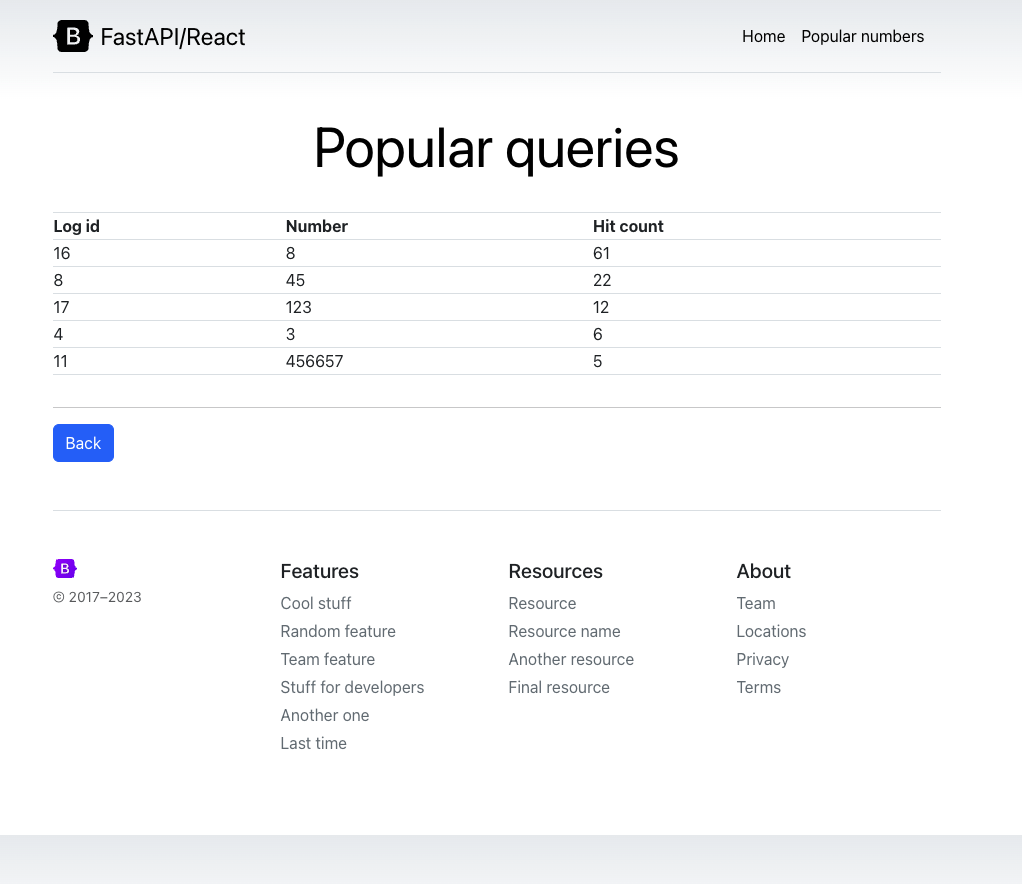 B FastAPI/React Home Popular numbers
Popular queries
Log id Number Hit count
16 8 61
8 45 22
17 123 12
4 3 6
11 456657 5
Back
B
© 2017–2023
Features
Cool stuff
Random feature
Team feature
Stuff for developers
Another one
Last time
Resources
Resource
Resource name
Another resource
Final resource
About
Team
Locations
Privacy
Terms